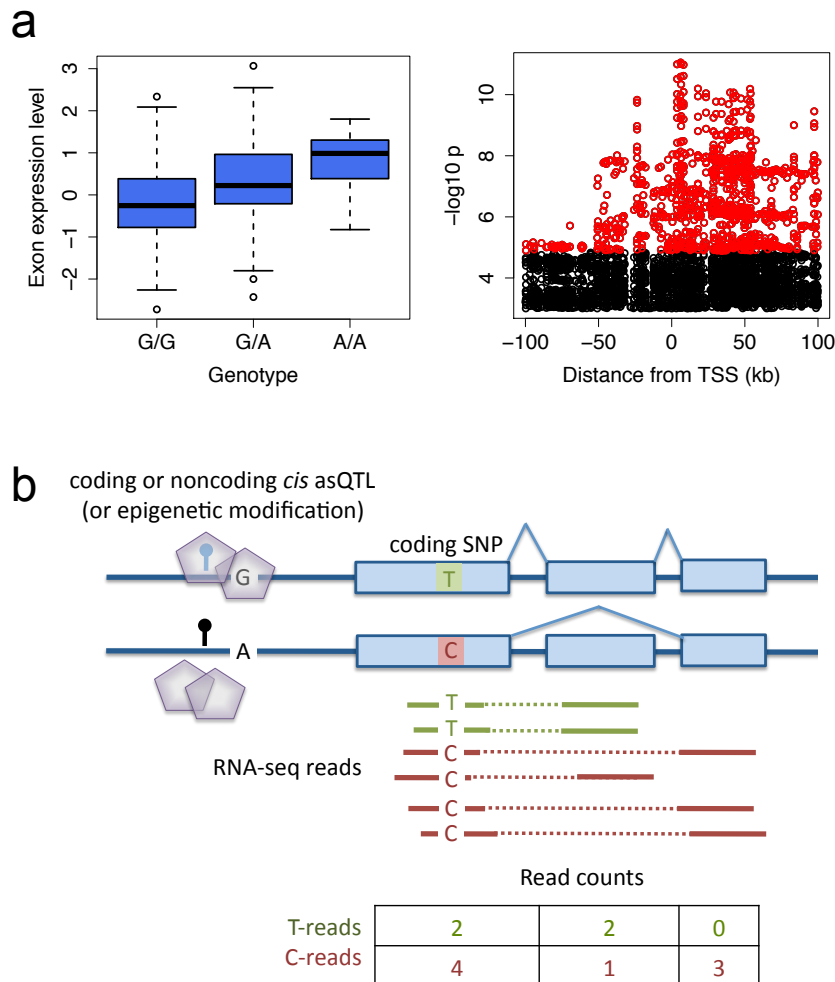 a
Exon expression level
3
2
1
0
−1
−2
G/G G/A A/A
Genotype
−log10 p
10
8
6
4
−100 −50 0 50 100
Distance from TSS (kb)
b
coding or noncoding cis asQTL
(or epigenetic modification)
coding SNP
G T
A C
T
T
C
RNA-seq reads
C
C
C
Read counts
T-reads 2 2 0
C-reads 4 1 3